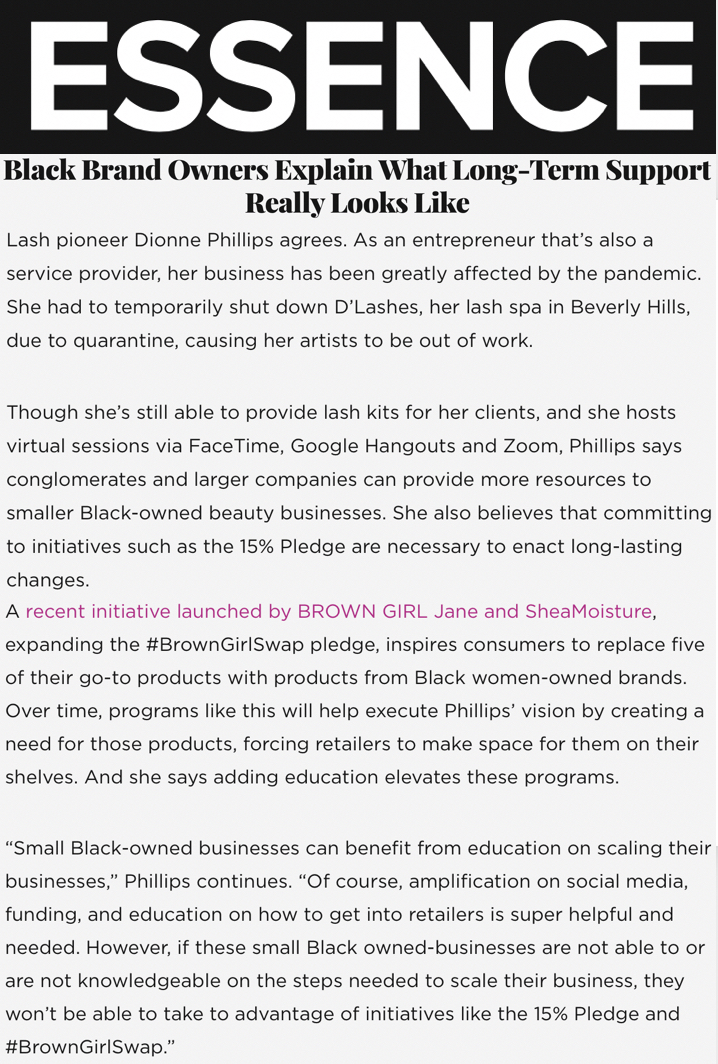 ESSENCE
Black Brand Owners Explain What Long-Term Support
Really Looks Like
Lash pioneer Dionne Phillips agrees. As an entrepreneur that’s also a
service provider, her business has been greatly affected by the pandemic.
She had to temporarily shut down D’Lashes, her lash spa in Beverly Hills,
due to quarantine, causing her artists to be out of work.
Though she’s still able to provide lash kits for her clients, and she hosts
virtual sessions via FaceTime, Google Hangouts and Zoom, Phillips says
conglomerates and larger companies can provide more resources to
smaller Black-owned beauty businesses. She also believes that committing
to initiatives such as the 15% Pledge are necessary to enact long-lasting
changes.
A recent initiative launched by BROWN GIRL Jane and SheaMoisture,
expanding the #BrownGirlSwap pledge, inspires consumers to replace five
of their go-to products with products from Black women-owned brands.
Over time, programs like this will help execute Phillips’ vision by creating a
need for those products, forcing retailers to make space for them on their
shelves. And she says adding education elevates these programs.
“Small Black-owned businesses can benefit from education on scaling their
businesses,” Phillips continues. “Of course, amplification on social media,
funding, and education on how to get into retailers is super helpful and
needed. However, if these small Black owned-businesses are not able to or
are not knowledgeable on the steps needed to scale their business, they
won’t be able to take to advantage of initiatives like the 15% Pledge and
#BrownGirlSwap.”